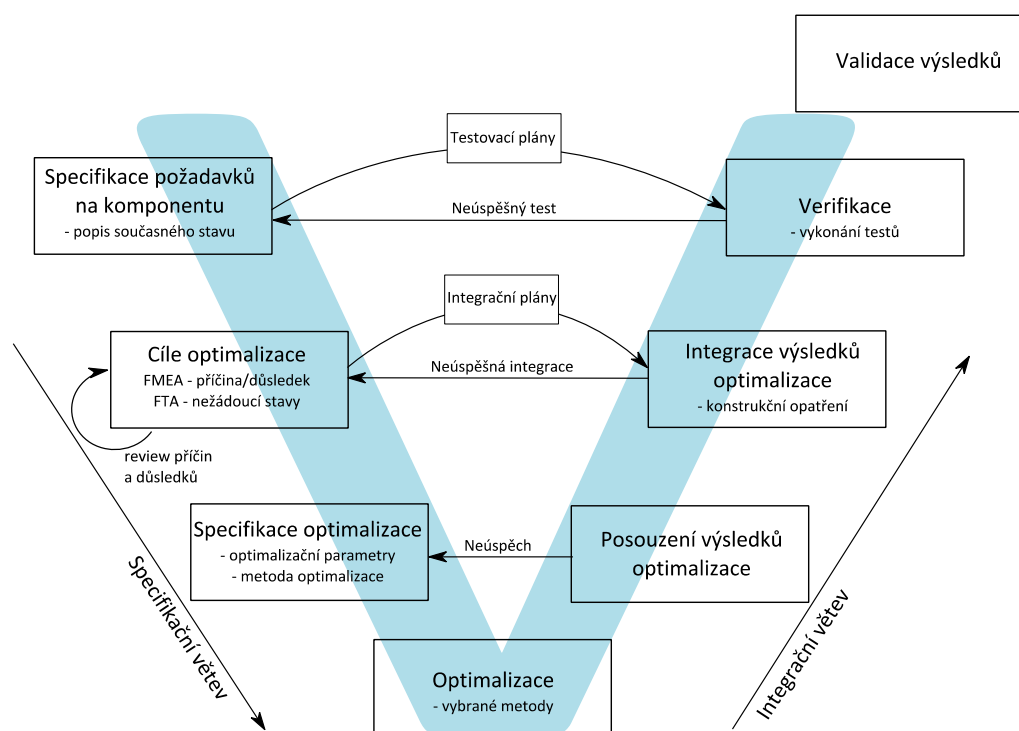 Validace výsledků
Testovací plány
Specifikace požadavků
na komponentu
- popis současného stavu
Neúspěšný test
Verifikace
- vykonání testů
Integrační plány
Cíle optimalizace
FMEA - příčina/důsledek
FTA - nežádoucí stavy
Neúspěšná integrace
Integrace výsledků
optimalizace
- konstrukční opatření
review příčin
a důsledků
Specifikace optimalizace
- optimalizační parametry
- metoda optimalizace
Neúspěch
Posouzení výsledků
optimalizace
Specifikační větev
Integrační větev
Optimalizace
- vybrané metody